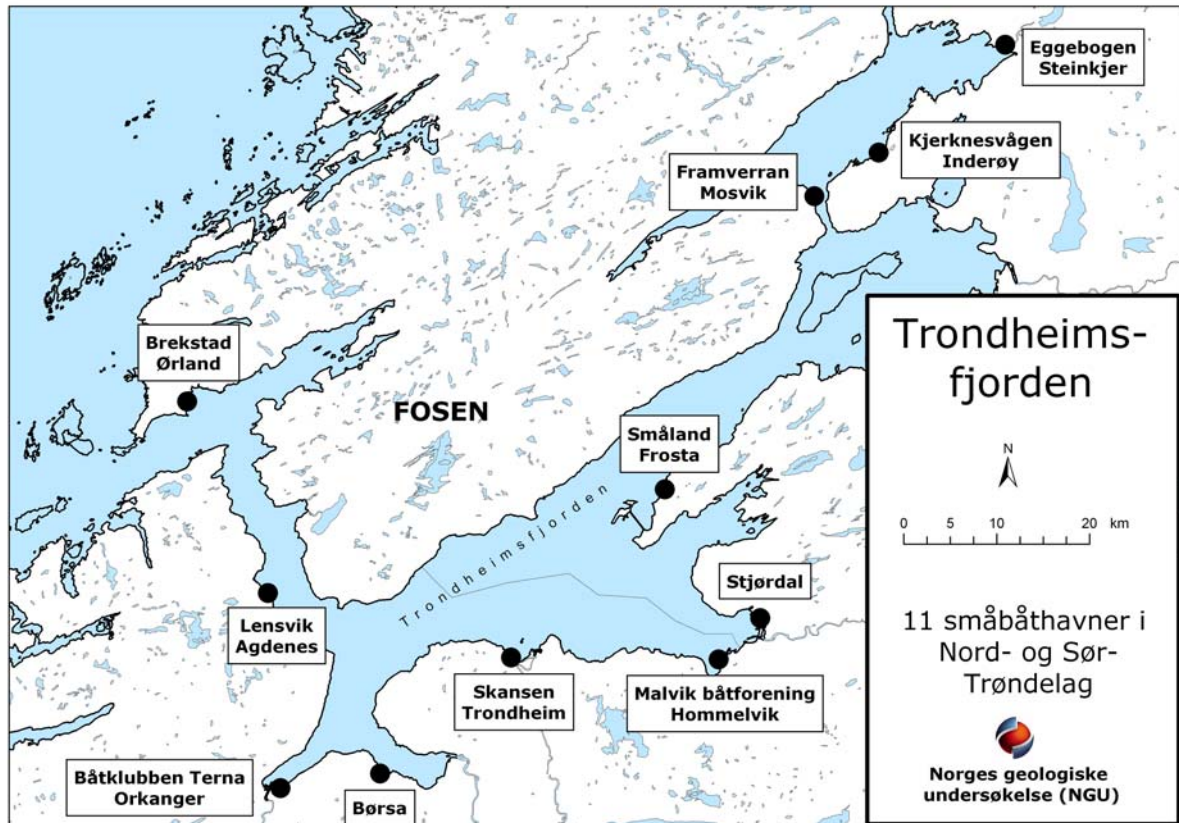 Eggebogen
Steinkjer
Kjerknesvågen
Inderøy
Framverran
Mosvik
Brekstad
Ørland
FOSEN
Småland
Frosta
Trondheimsfjorden
Stjørdal
Lensvik
Agdenes
Skansen
Trondheim
Malvik båtforening
Hommelvik
Båtklubben Terna
Orkanger
Børsa
Trondheims-
fjorden
N
0 5 10 20 km
11 småbåthavner i
Nord- og Sør-
Trøndelag
Norges geologiske
undersøkelse (NGU)